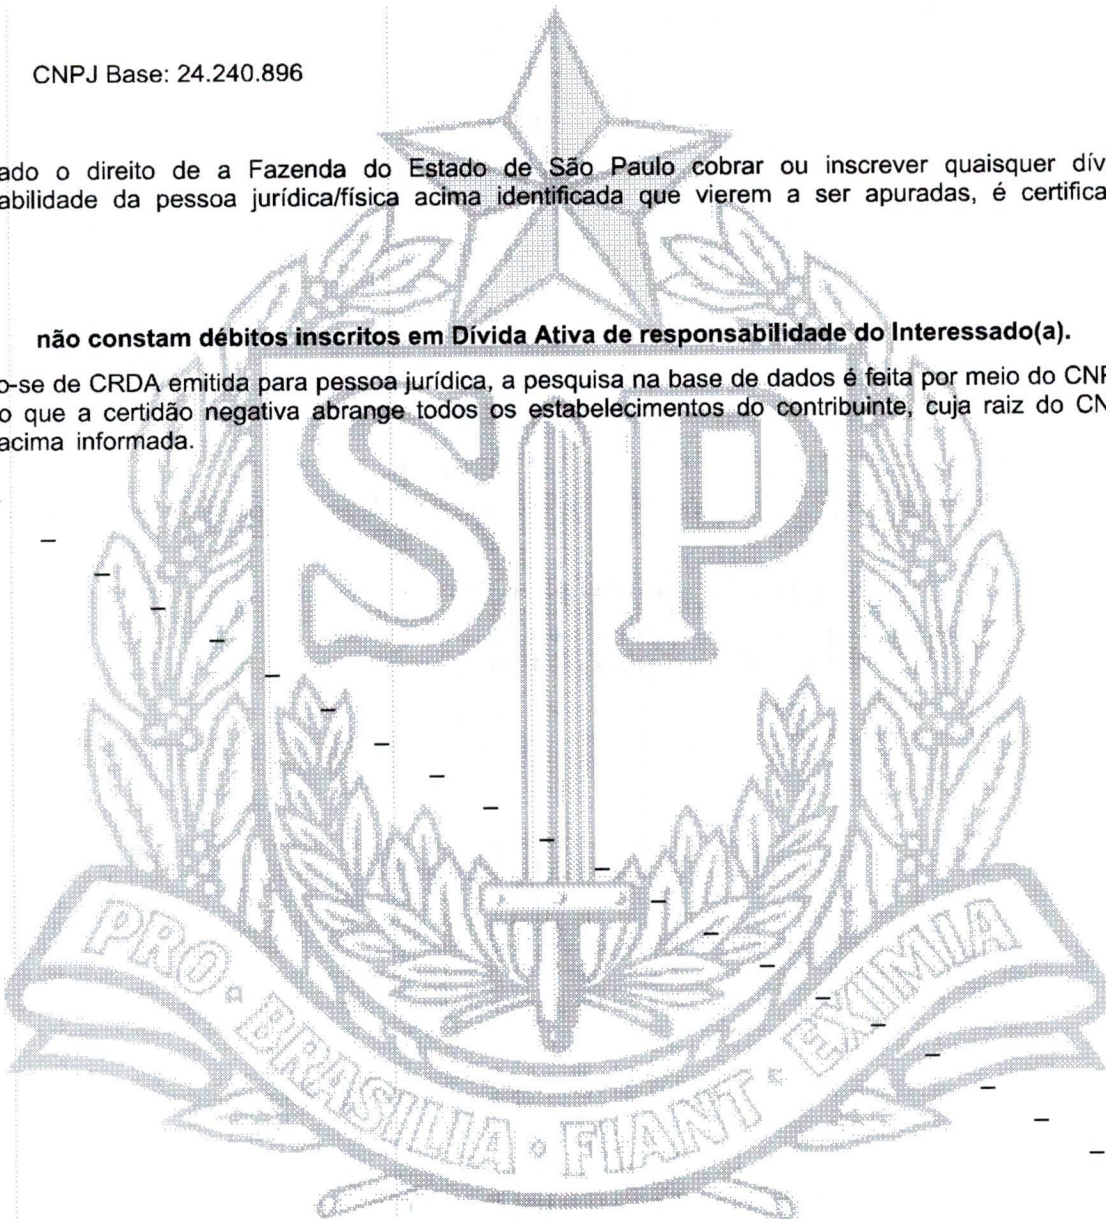 CNPJ Base: 24.240.896
ado o direito de a Fazenda do Estado de São Paulo cobrar ou inscrever quaisquer dív
abilidade da pessoa jurídica/física acima identificada que vierem a ser apuradas, é certifica
não constam débitos inscritos em Dívida Ativa de responsabilidade do Interessado(a).
o-se de CRDA emitida para pessoa jurídica, a pesquisa na base de dados é feita por meio do CNP
o que a certidão negativa abrange todos os estabelecimentos do contribuinte, cuja raiz do CN
acima informada.
SP
PRO · BRASILIA · FIANT · EXIMIA